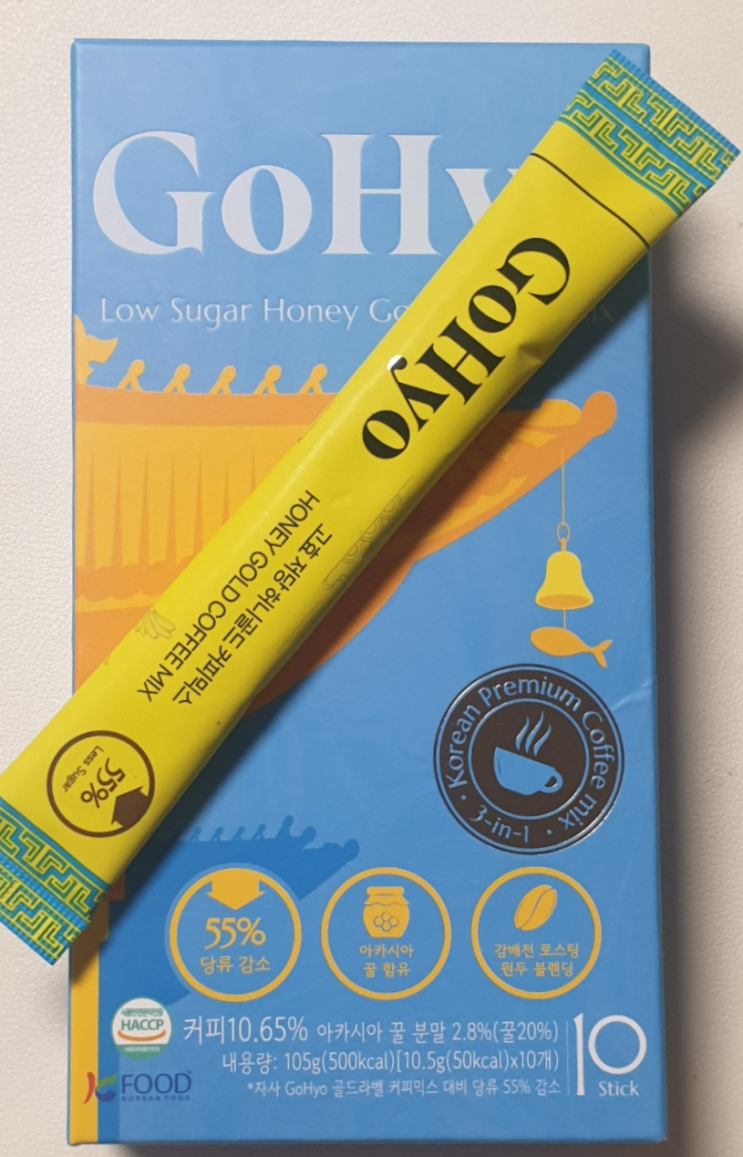 GoHy
Low Sugar Honey Go
GoHyo
고효 저당 허니골드 커피믹스
HONEY GOLD COFFEE MIX
55%
Less Sugar
Korean Premium Coffee mix
3-in-1
55%
당류 감소
아카시아
꿀 함유
강배전 로스팅
원두 블렌딩
HACCP
커피10.65% 아카시아 꿀 분말 2.8%(꿀20%)
내용량: 105g(500kcal)[10.5g(50kcal)x10개]
*자사 GoHyo 골드라벨 커피믹스 대비 당류 55% 감소
10
Stick
K FOOD
KOREAN FOOD